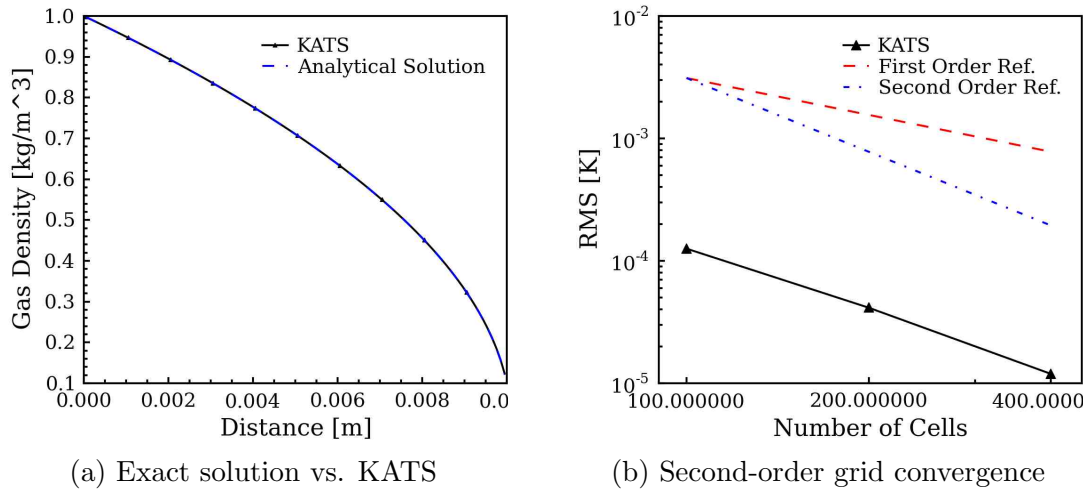 1.0
0.9
0.8
0.7
0.6
0.5
0.4
0.3
0.2
0.1
Gas Density [kg/m^3]
KATS
Analytical Solution
0.000 0.002 0.004 0.006 0.008 0.0
Distance [m]
(a) Exact solution vs. KATS
10-2
10-3
10-4
10-5
RMS [K]
KATS
First Order Ref.
Second Order Ref.
100.000000 200.000000 400.0000
Number of Cells
(b) Second-order grid convergence